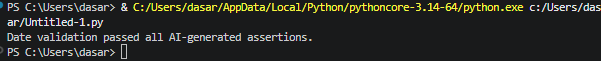 PS C:\Users\dasar> & C:/Users/dasar/AppData/Local/Python/pythoncore-3.14-64/python.exe c:/Users/das
ar/Untitled-1.py
Date validation passed all AI-generated assertions.
PS C:\Users\dasar>